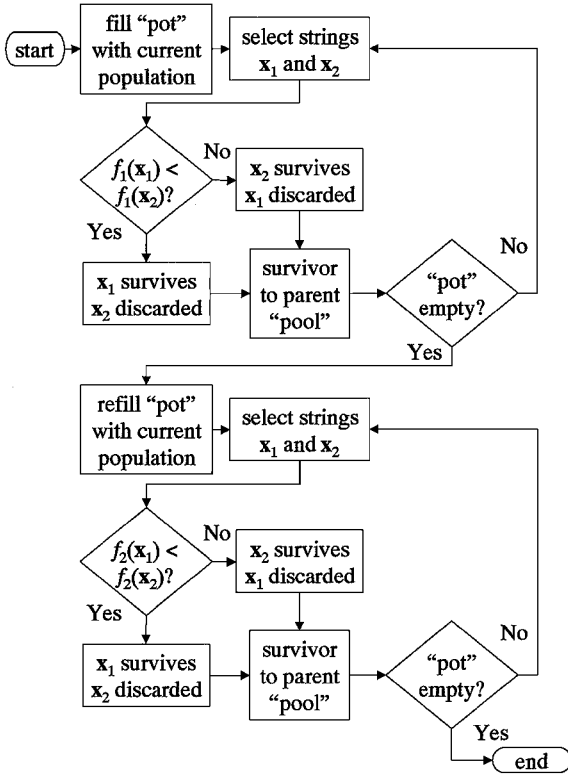 start
fill “pot”
with current
population
select strings
x₁ and x₂
f₁(x₁) <
f₁(x₂)?
No
Yes
x₂ survives
x₁ discarded
x₁ survives
x₂ discarded
survivor
to parent
“pool”
“pot”
empty?
No
Yes
refill “pot”
with current
population
select strings
x₁ and x₂
f₂(x₁) <
f₂(x₂)?
No
Yes
x₂ survives
x₁ discarded
x₁ survives
x₂ discarded
survivor
to parent
“pool”
“pot”
empty?
No
Yes
end